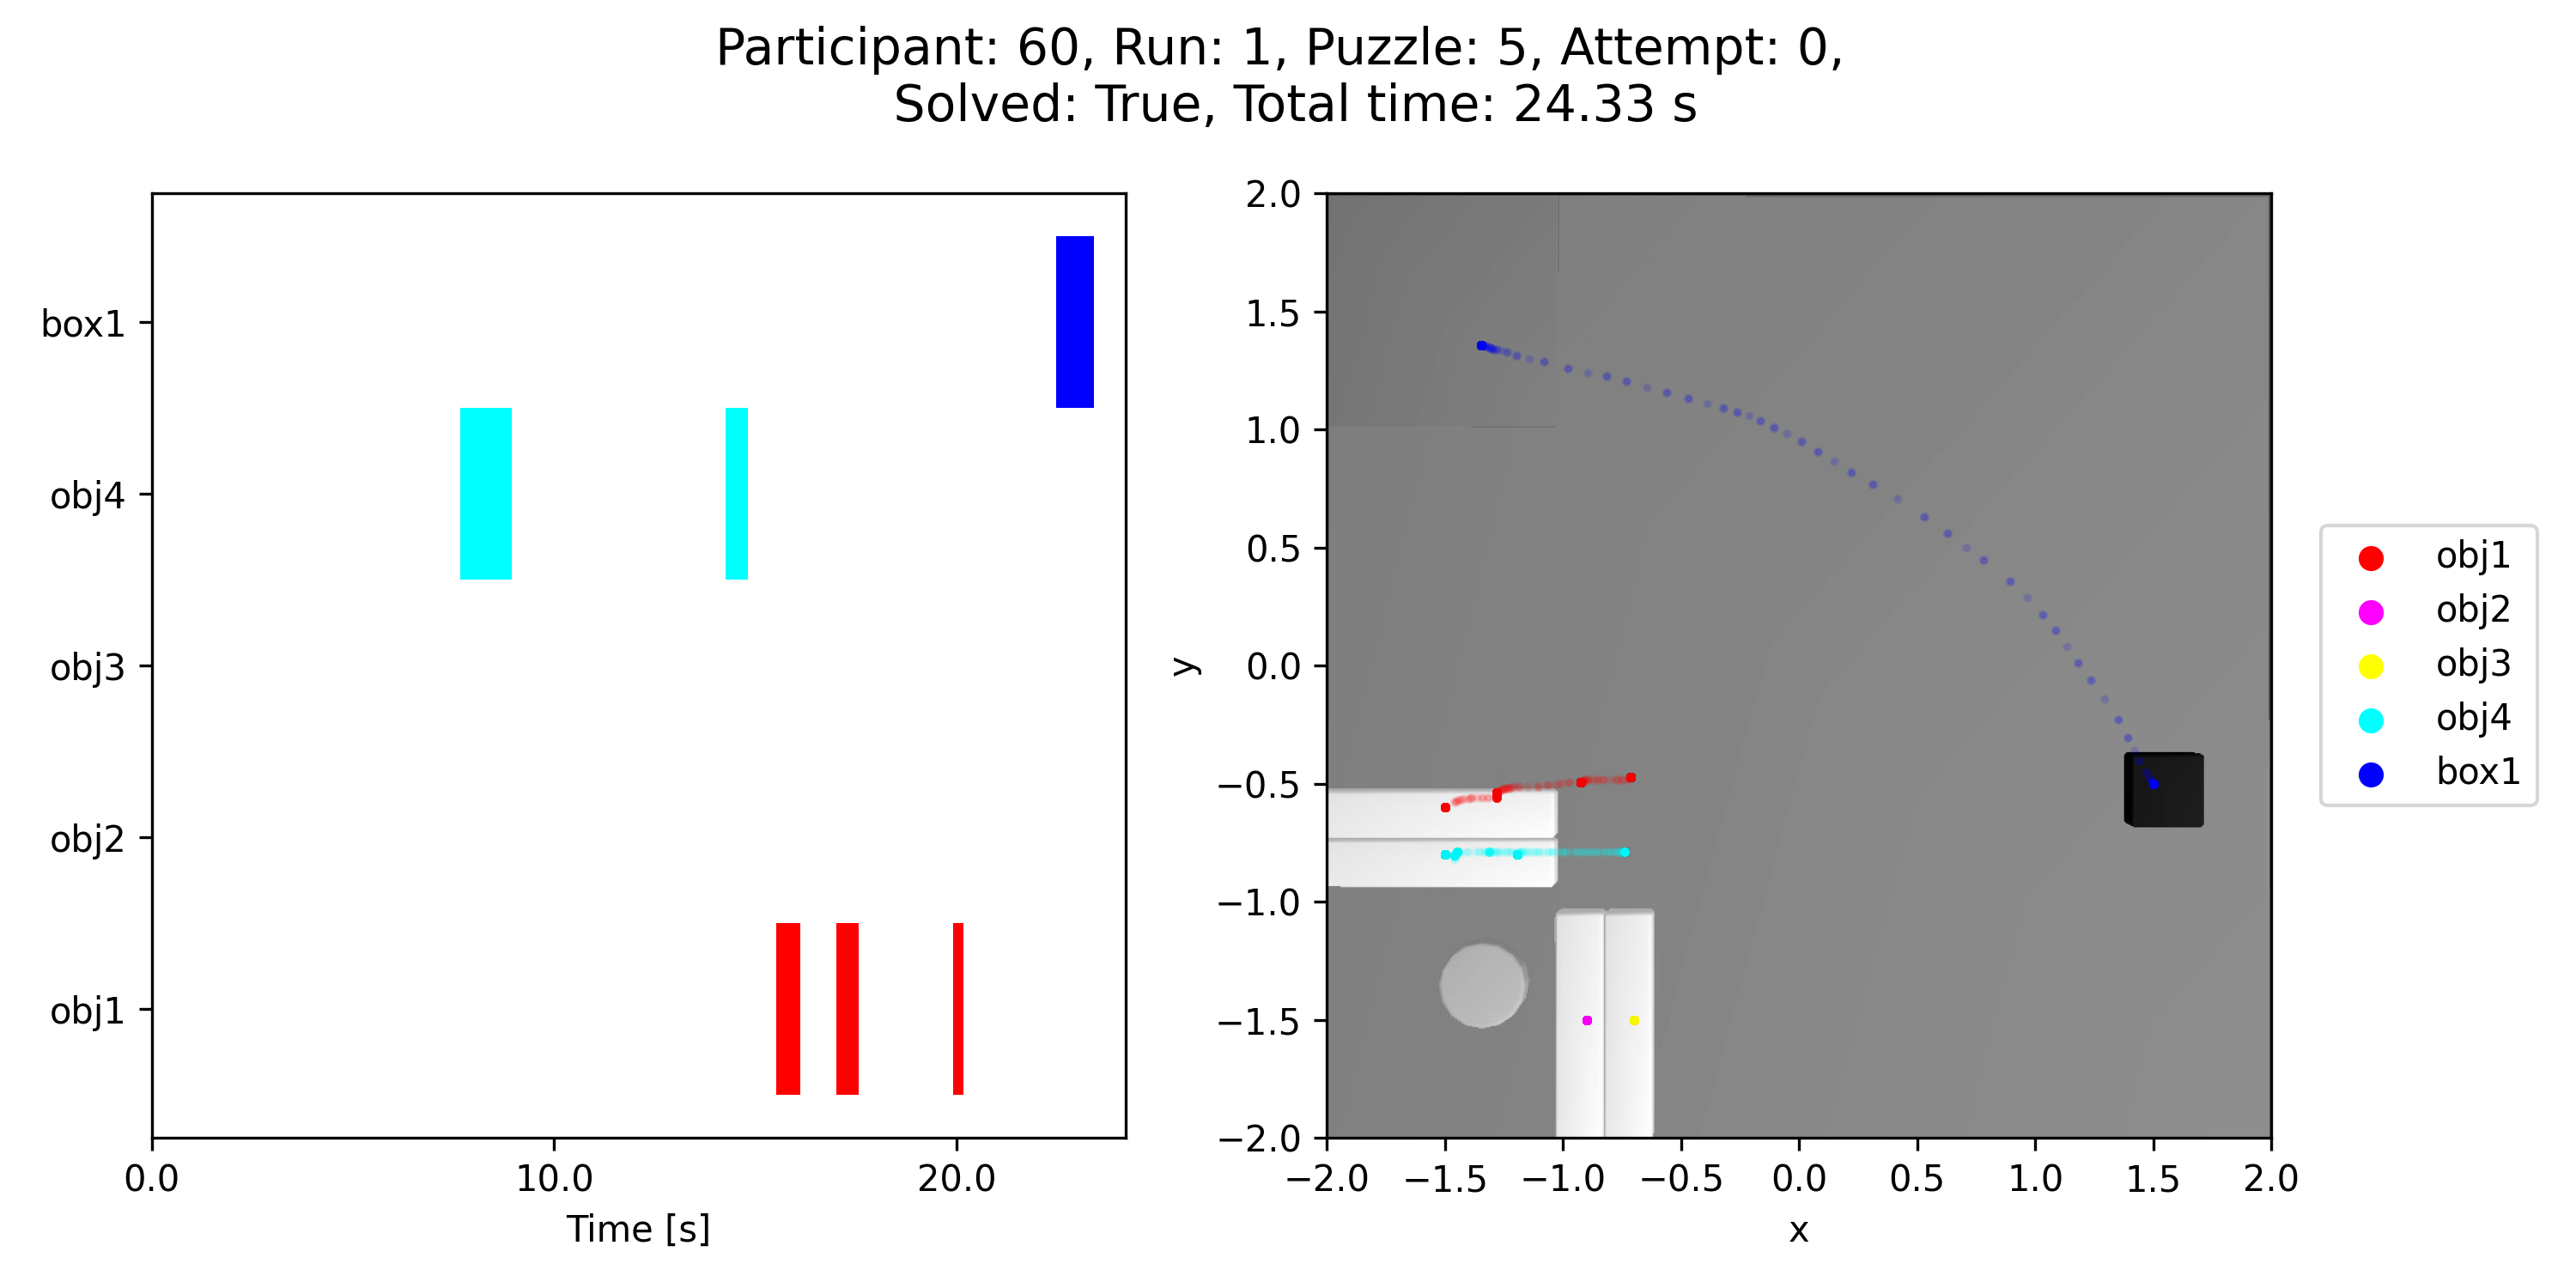 Participant: 60, Run: 1, Puzzle: 5, Attempt: 0,
Solved: True, Total time: 24.33 s
box1
obj4
obj3
obj2
obj1
0.0 10.0 20.0
Time [s]
2.0
1.5
1.0
0.5
0.0
−0.5
−1.0
−1.5
−2.0
y
−2.0 −1.5 −1.0 −0.5 0.0 0.5 1.0 1.5 2.0
x
obj1
obj2
obj3
obj4
box1